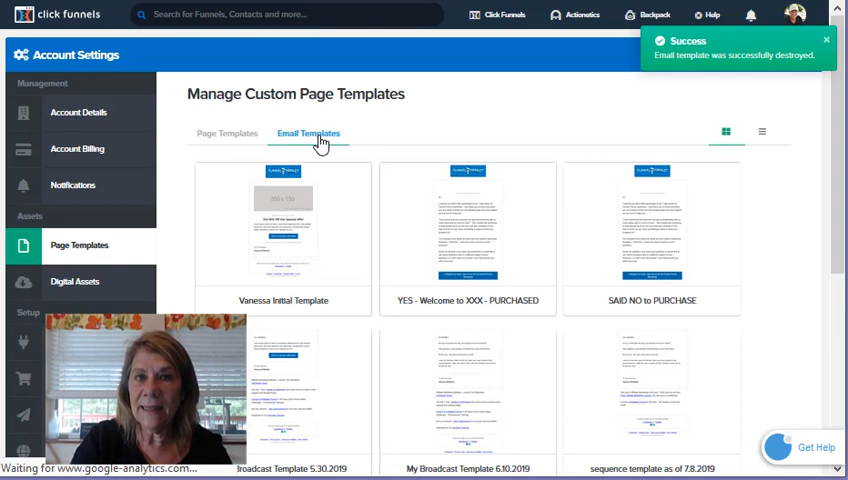 click funnels
Search for Funnels, Contacts and more...
Click Funnels
Actionetics
Backpack
Help
Success
Email template was successfully destroyed.
×
Account Settings
Management
Account Details
Account Billing
Notifications
Assets
Page Templates
Digital Assets
Setup
Manage Custom Page Templates
Page Templates
Email Templates
350 x 150
Vanessa Initial Template
YES - Welcome to XXX - PURCHASED
SAID NO to PURCHASE
Broadcast Template 5.30.2019
My Broadcast Template 6.10.2019
sequence template as of 7.8.2019
Get Help
Waiting for www.google-analytics.com...